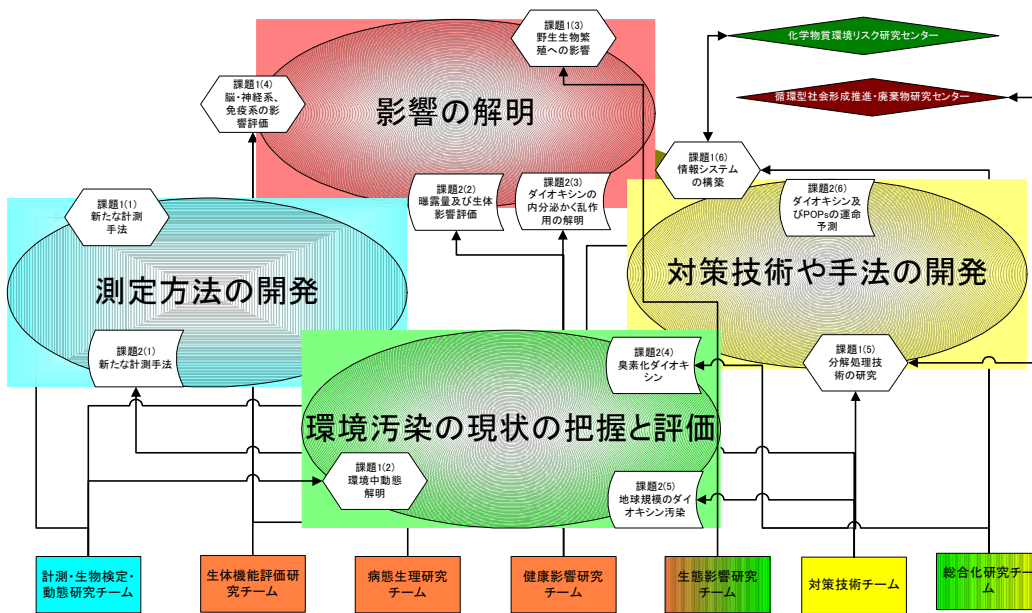 課題1(3)
野生生物繁
殖への影響
化学物質環境リスク研究センター
循環型社会形成推進・廃棄物研究センター
課題1(4)
脳・神経系、
免疫系の影
響評価
影響の解明
課題1(6)
情報システム
の構築
課題2(2)
曝露量及び生体
影響評価
課題2(3)
ダイオキシンの
内分泌かく乱作
用の解明
課題2(6)
ダイオキシン及
びPOPsの運命
予測
課題1(1)
新たな計測
手法
測定方法の開発
対策技術や手法の開発
課題2(1)
新たな計測手法
課題2(4)
臭素化ダイオキ
シン
課題1(5)
分解処理技
術の研究
環境汚染の現状の把握と評価
課題1(2)
環境中動態
解明
課題2(5)
地球規模のダイ
オキシン汚染
計測・生物検定・
動態研究チーム
生体機能評価研
究チーム
病態生理研究
チーム
健康影響研究
チーム
生態影響研究
チーム
対策技術チーム
総合化研究チー
ム